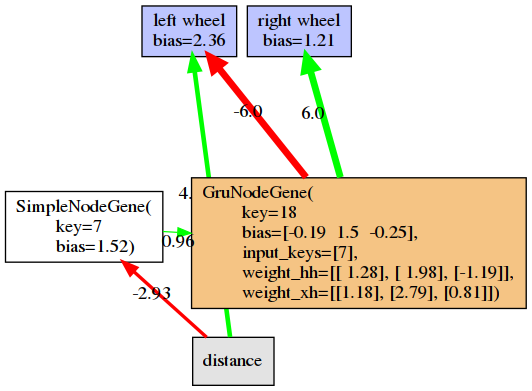 left wheel
bias=2.36
right wheel
bias=1.21
-6.0
6.0
4.
SimpleNodeGene(
key=7
bias=1.52)
0.96
GruNodeGene(
key=18
bias=[-0.19 1.5 -0.25],
input_keys=[7],
weight_hh=[[ 1.28], [ 1.98], [-1.19]],
weight_xh=[[1.18], [2.79], [0.81]])
-2.93
distance